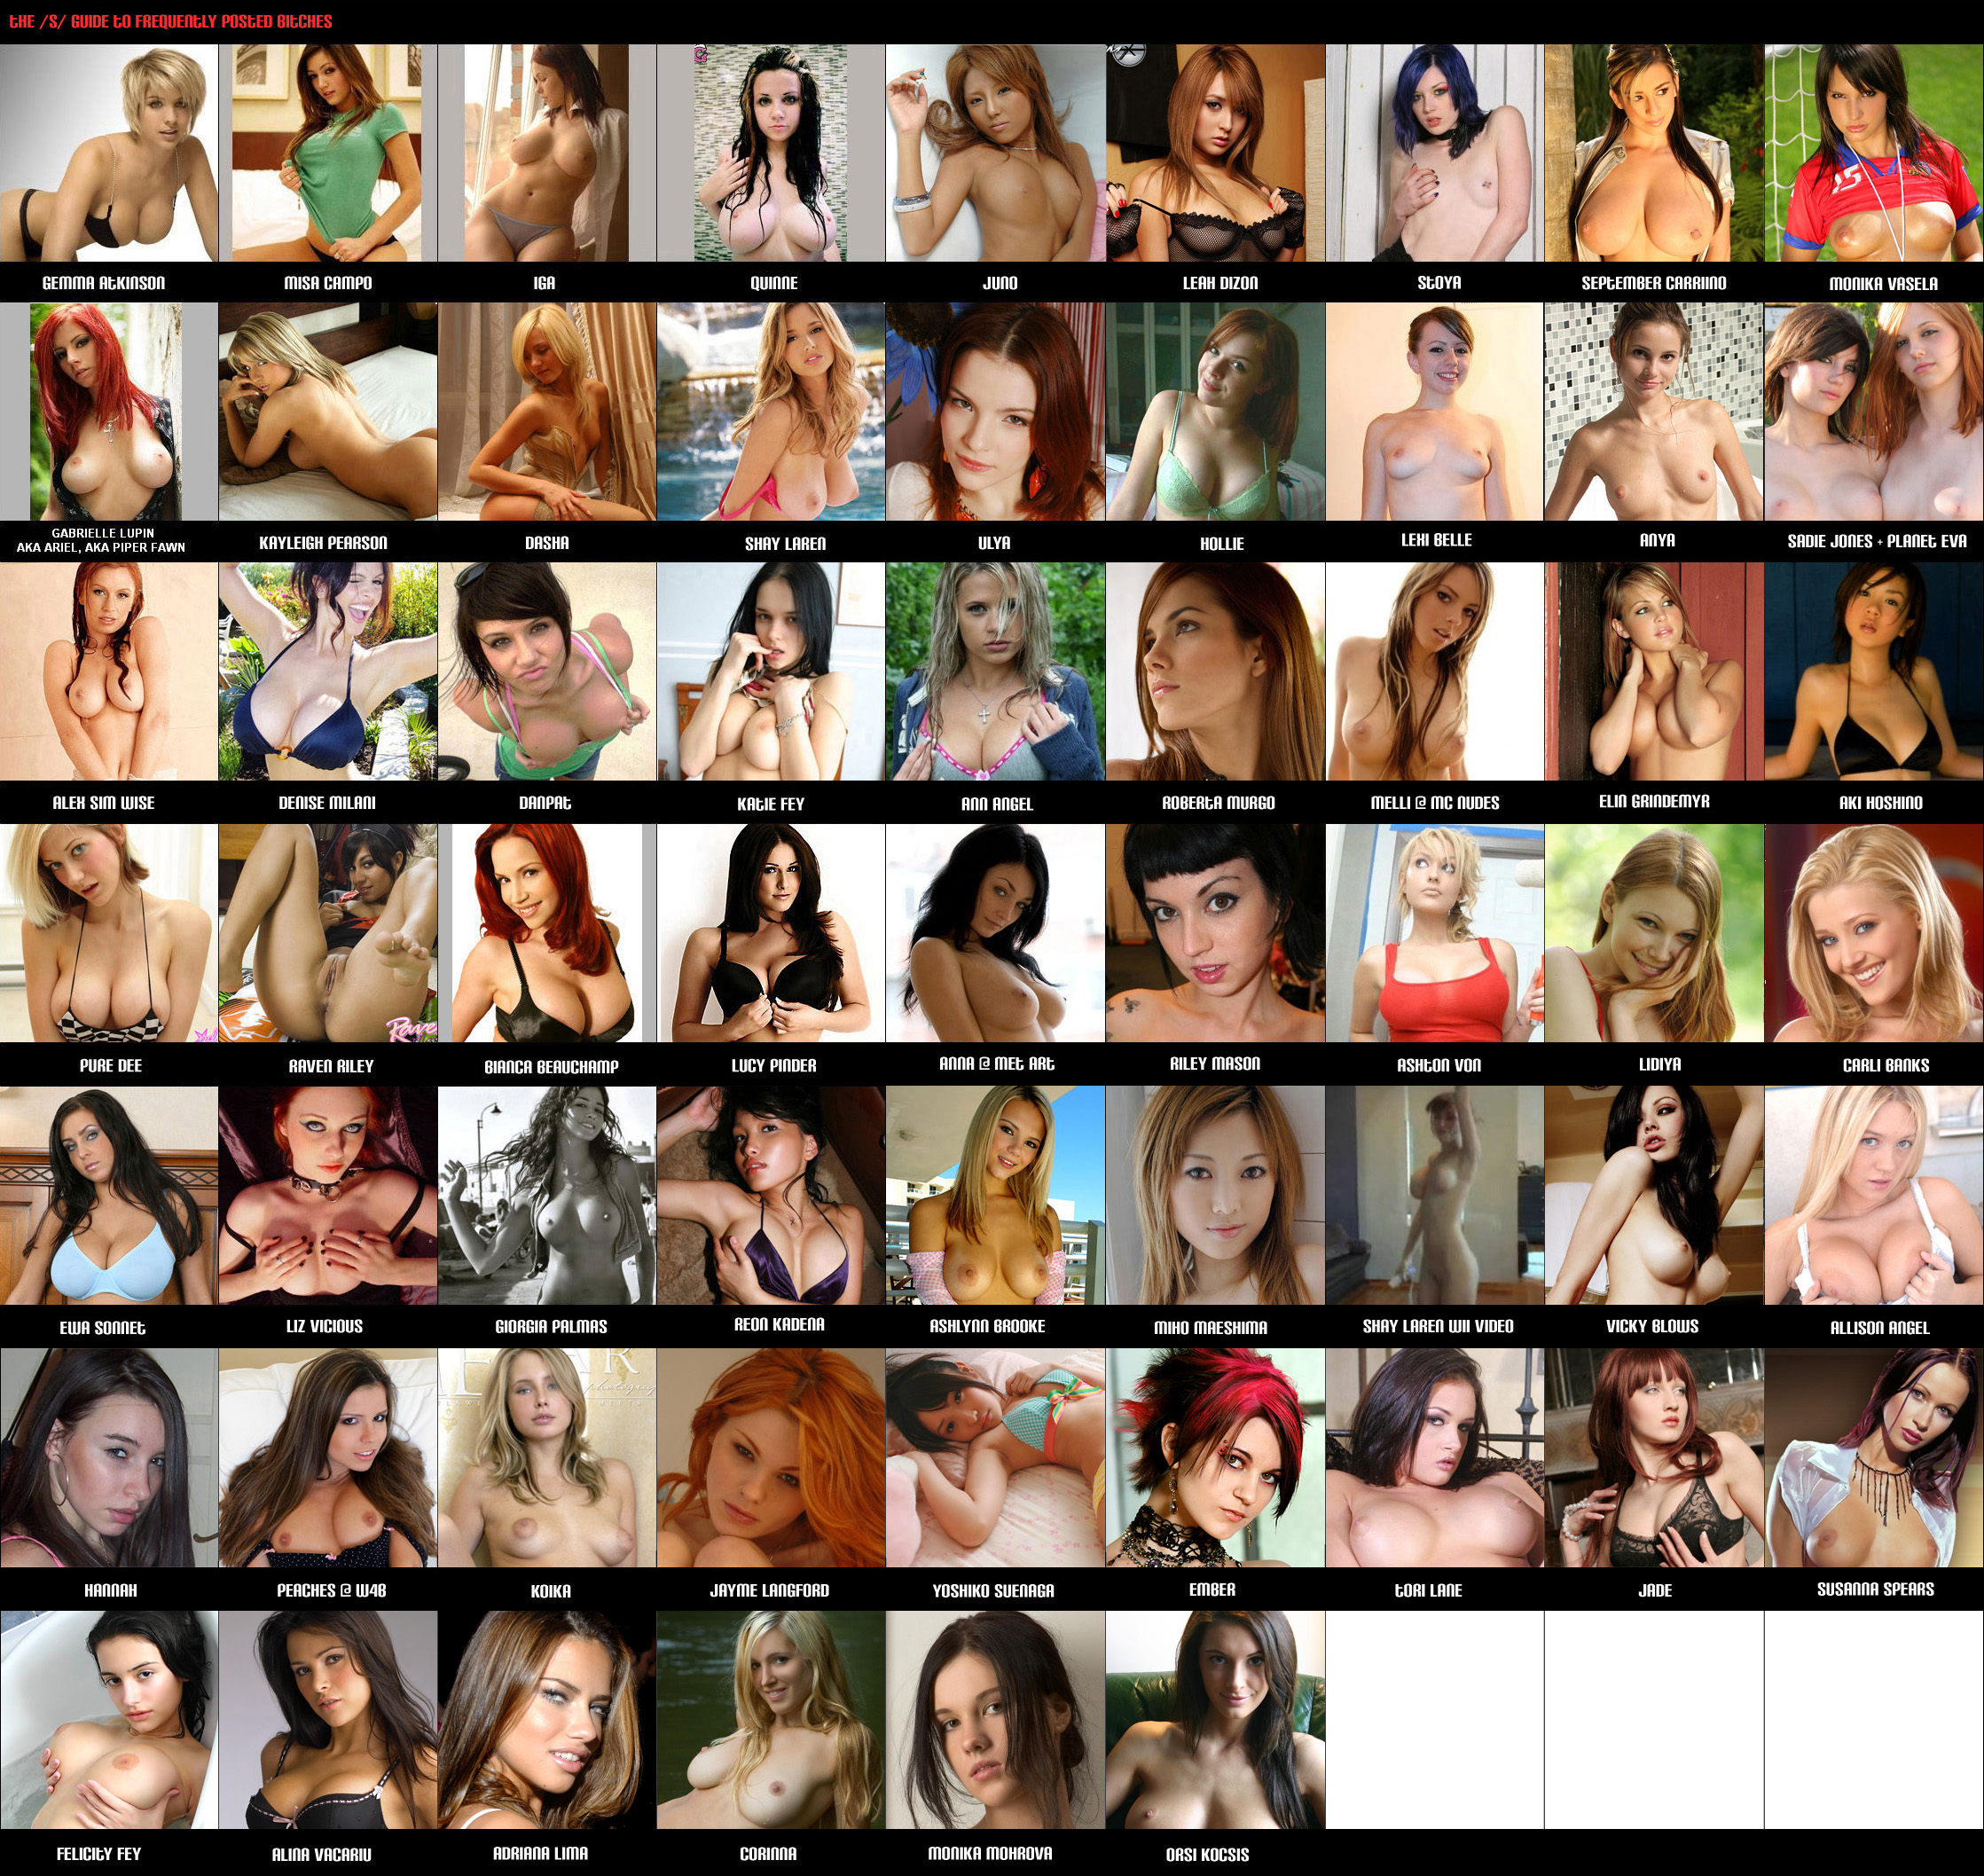 THE /S/ GUIDE TO FREQUENTLY POSTED BITCHES
GEMMA ATKINSON
MISA CAMPO
IGA
QUINNE
JUNO
LEAH DIZON
STOYA
SEPTEMBER CARRIINO
MONIKA VASELA
GABRIELLE LUPIN
AKA ARIEL, AKA PIPER FAWN
KAYLEIGH PEARSON
DASHA
SHAY LAREN
ULYA
HOLLIE
LEXI BELLE
ANYA
SADIE JONES + PLANET EVA
ALEX SIM WISE
DENISE MILANI
DANPAT
KATIE FEY
ANN ANGEL
ROBERTA MURGO
MELLI @ MC NUDES
ELIN GRINDEMYR
AKI HOSHINO
PURE DEE
RAVEN RILEY
BIANCA BEAUCHAMP
LUCY PINDER
ANNA @ MET ART
RILEY MASON
ASHTON VON
LIDIYA
CARLI BANKS
EWA SONNET
LIZ VICIOUS
GIORGIA PALMAS
REON KADENA
ASHLYNN BROOKE
MIHO MAESHIMA
SHAY LAREN WII VIDEO
VICKY BLOWS
ALLISON ANGEL
HANNAH
PEACHES @ W4B
KOIKA
JAYME LANGFORD
YOSHIKO SUENAGA
EMBER
TORI LANE
JADE
SUSANNA SPEARS
FELICITY FEY
ALINA VACARIU
ADRIANA LIMA
CORINNA
MONIKA MOHROVA
ORSI KOCSIS